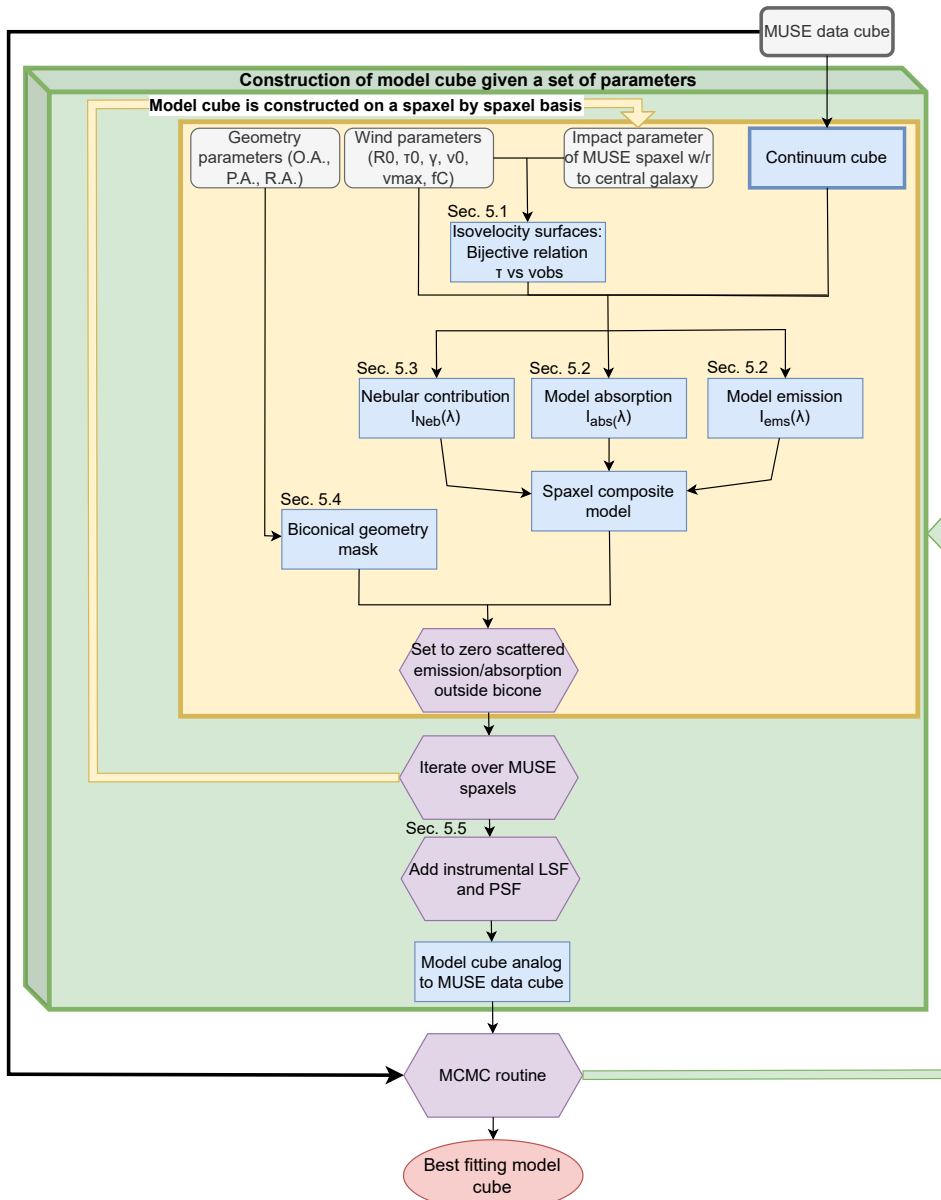 MUSE data cube
Construction of model cube given a set of parameters
Model cube is constructed on a spaxel by spaxel basis
Geometry
parameters (O.A.,
P.A., R.A.)
Wind parameters
(R0, τ0, γ, v0,
vmax, fC)
Impact parameter
of MUSE spaxel w/r
to central galaxy
Continuum cube
Sec. 5.1
Isovelocity surfaces:
Bijective relation
τ vs vobs
Sec. 5.3
Nebular contribution
I_Neb(λ)
Sec. 5.2
Model absorption
I_abs(λ)
Sec. 5.2
Model emission
I_ems(λ)
Spaxel composite
model
Sec. 5.4
Biconical geometry
mask
Set to zero scattered
emission/absorption
outside bicone
Iterate over MUSE
spaxels
Sec. 5.5
Add instrumental LSF
and PSF
Model cube analog
to MUSE data cube
MCMC routine
Best fitting model
cube